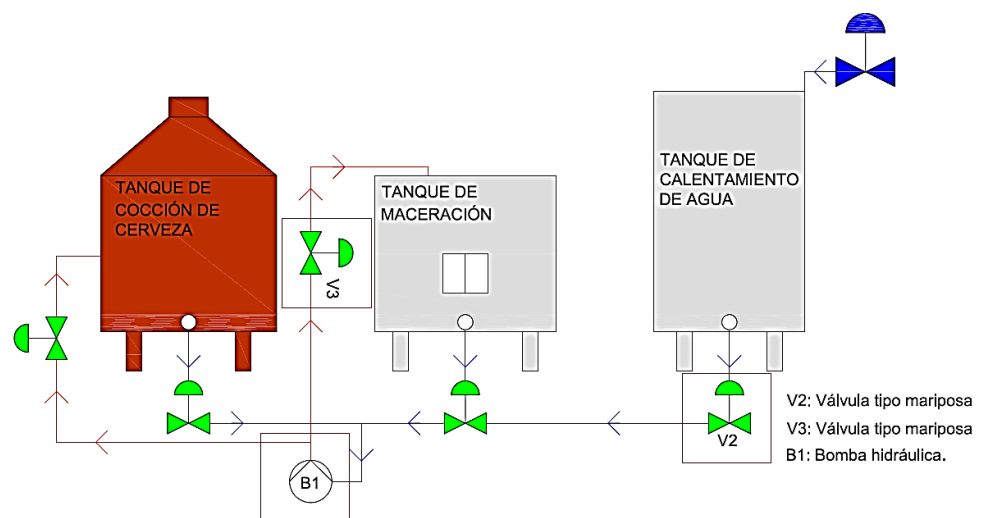 TANQUE DE
COCCIÓN DE
CERVEZA
TANQUE DE
MACERACIÓN
TANQUE DE
CALENTAMIENTO
DE AGUA
V3
V2
B1
V2: Válvula tipo mariposa
V3: Válvula tipo mariposa
B1: Bomba hidráulica.